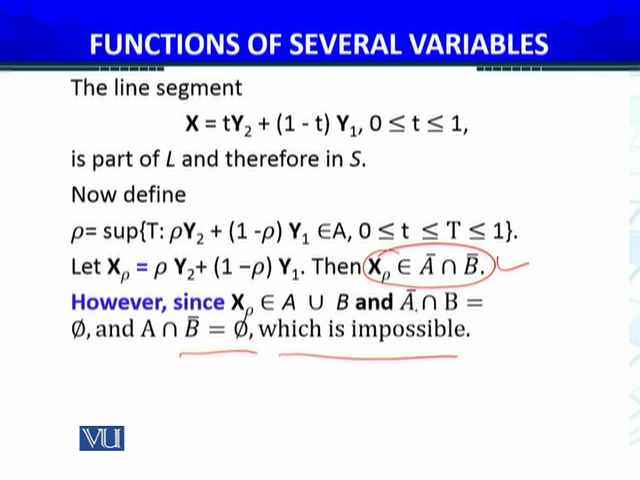 FUNCTIONS OF SEVERAL VARIABLES
The line segment
X = tY₂ + (1 - t) Y₁, 0 ≤ t ≤ 1,
is part of L and therefore in S.
Now define
ρ= sup{T: ρY₂ + (1 -ρ) Y₁ ∈A, 0 ≤ t ≤ T ≤ 1}.
Let Xᵨ = ρ Y₂+ (1 −ρ) Y₁. Then Xᵨ ∈ Ā ∩ B̄.
However, since Xᵨ ∈ A ∪ B and Ā ∩ B =
∅, and A ∩ B̄ = ∅, which is impossible.
VU